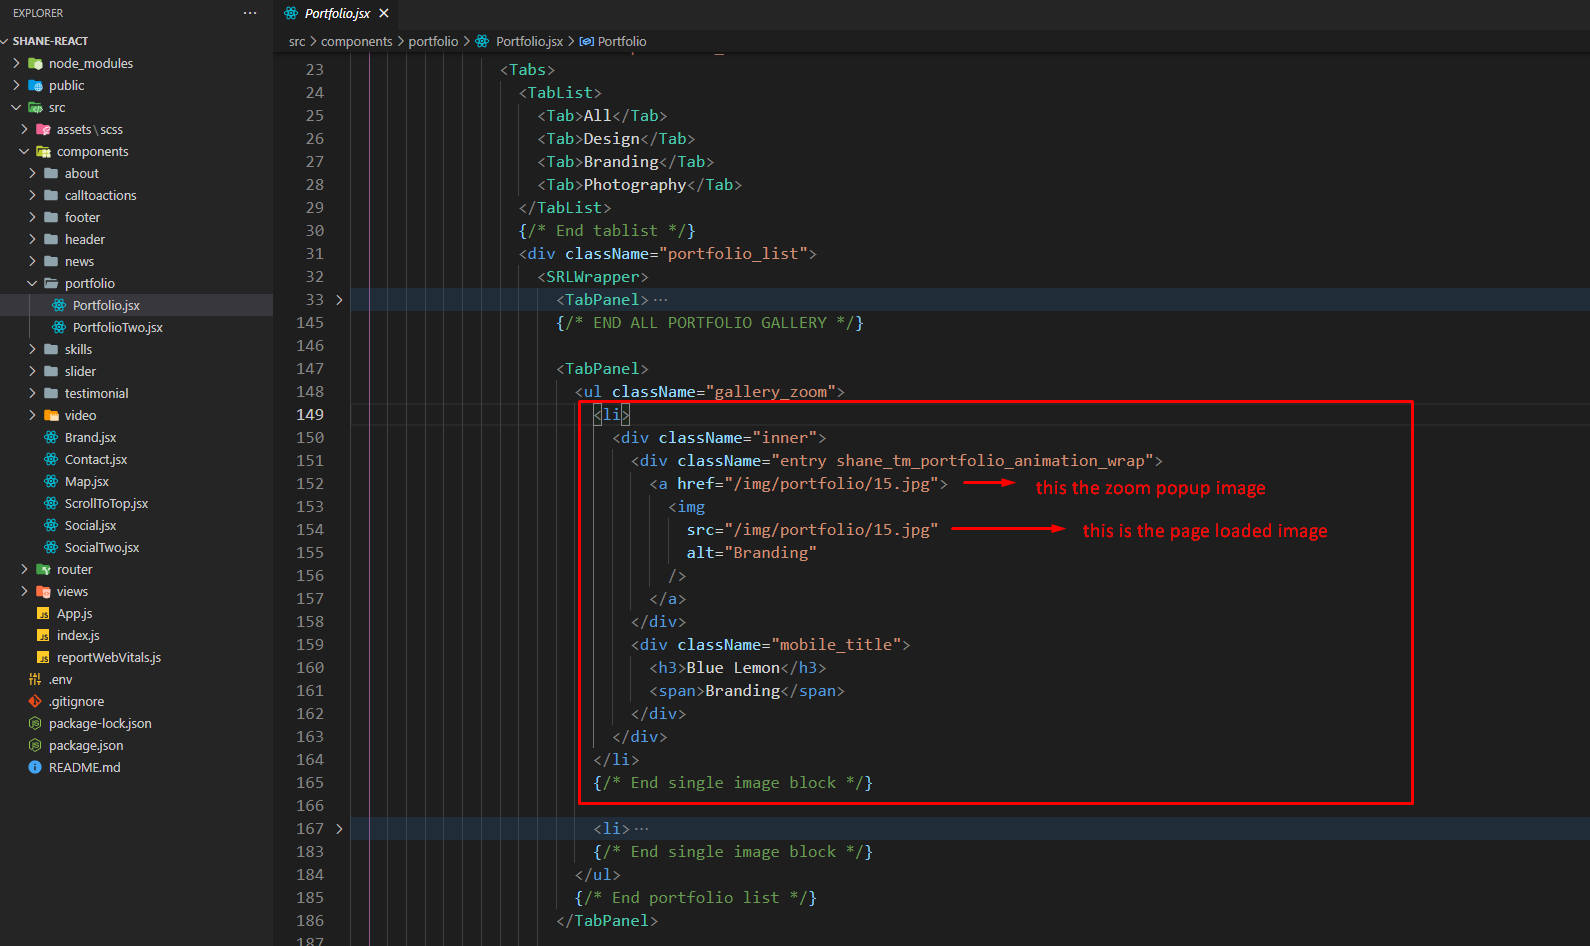 EXPLORER ···
SHANE-REACT
node_modules
public
src
assets\scss
components
about
calltoactions
footer
header
news
portfolio
Portfolio.jsx
PortfolioTwo.jsx
skills
slider
testimonial
video
Brand.jsx
Contact.jsx
Map.jsx
ScrollToTop.jsx
Social.jsx
SocialTwo.jsx
router
views
JS App.js
JS index.js
JS reportWebVitals.js
.env
.gitignore
package-lock.json
package.json
README.md
Portfolio.jsx
src > components > portfolio > Portfolio.jsx > Portfolio
23 <Tabs>
24 <TabList>
25 <Tab>All</Tab>
26 <Tab>Design</Tab>
27 <Tab>Branding</Tab>
28 <Tab>Photography</Tab>
29 </TabList>
30 {/* End tablist */}
31 <div className="portfolio_list">
32 <SRLWrapper>
33 > <TabPanel>···
145 {/* END ALL PORTFOLIO GALLERY */}
146
147 <TabPanel>
148 <ul className="gallery_zoom">
149 <li>
150 <div className="inner">
151 <div className="entry shane_tm_portfolio_animation_wrap">
152 <a href="/img/portfolio/15.jpg"> this the zoom popup image
153 <img
154 src="/img/portfolio/15.jpg" this is the page loaded image
155 alt="Branding"
156 />
157 </a>
158 </div>
159 <div className="mobile_title">
160 <h3>Blue Lemon</h3>
161 <span>Branding</span>
162 </div>
163 </div>
164 </li>
165 {/* End single image block */}
166
167 > <li>···
183 {/* End single image block */}
184 </ul>
185 {/* End portfolio list */}
186 </TabPanel>
187